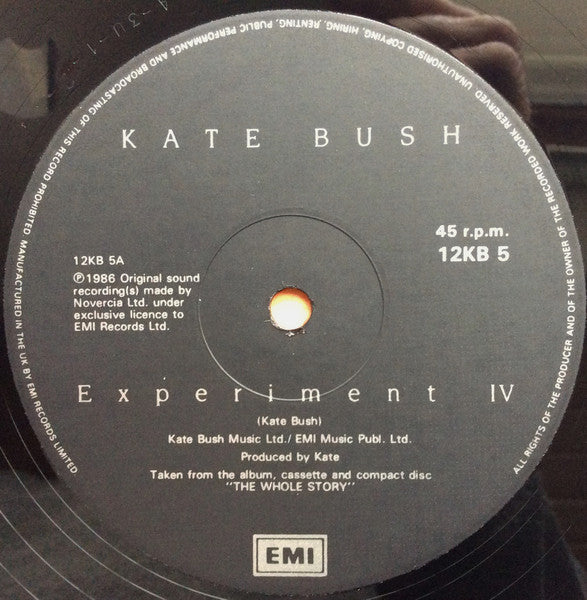 KATE BUSH
45 r.p.m.
12KB 5
12KB 5A
℗1986 Original sound
recording(s) made by
Novercia Ltd. under
exclusive licence to
EMI Records Ltd.
Experiment IV
(Kate Bush)
Kate Bush Music Ltd./ EMI Music Publ. Ltd.
Produced by Kate
Taken from the album, cassette and compact disc
"THE WHOLE STORY"
EMI
ALL RIGHTS OF THE PRODUCER AND OF THE OWNER OF THE RECORDED WORK RESERVED. UNAUTHORISED COPYING, HIRING, RENTING, PUBLIC PERFORMANCE AND BROADCASTING OF THIS RECORD PROHIBITED. MANUFACTURED IN THE UK BY EMI RECORDS LIMITED.